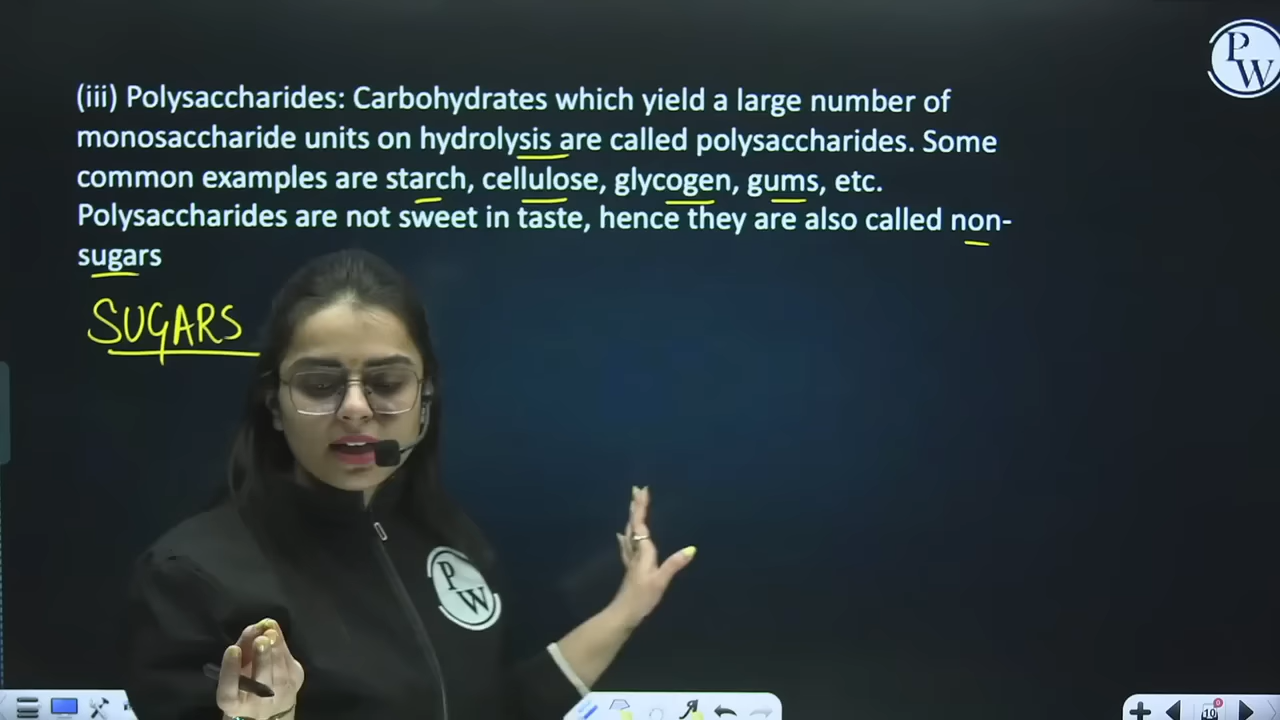 (iii) Polysaccharides: Carbohydrates which yield a large number of
monosaccharide units on hydrolysis are called polysaccharides. Some
common examples are starch, cellulose, glycogen, gums, etc.
Polysaccharides are not sweet in taste, hence they are also called non-
sugars
SUGARS
PW
PW
10